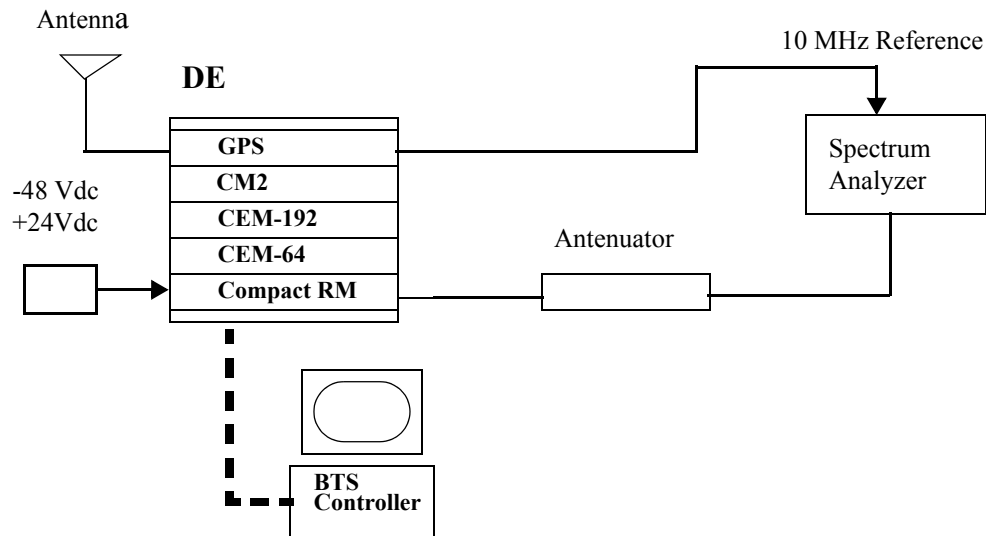 Antenna
10 MHz Reference
DE
GPS
CM2
CEM-192
CEM-64
Compact RM
-48 Vdc
+24Vdc
Spectrum
Analyzer
Antenuator
BTS
Controller